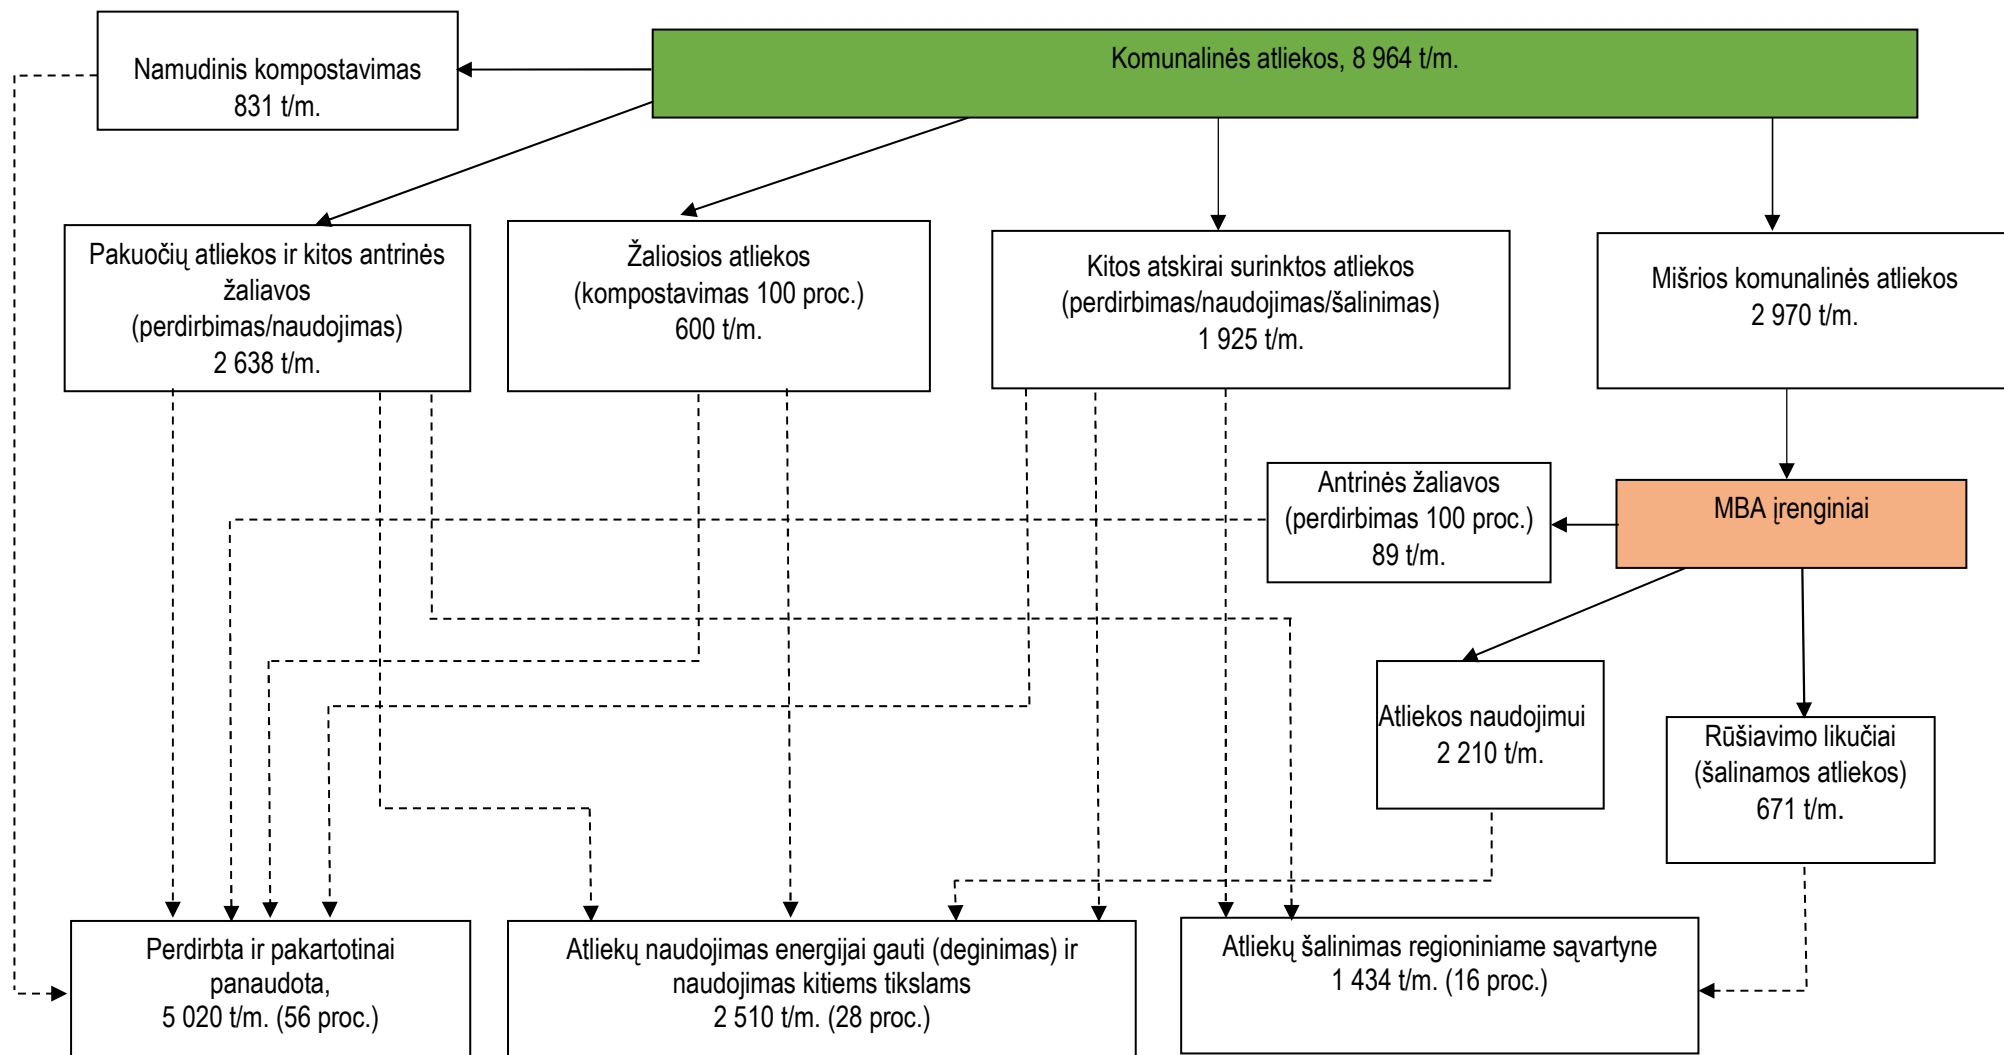 Namudinis kompostavimas
831 t/m.
Komunalinės atliekos, 8 964 t/m.
Pakuočių atliekos ir kitos antrinės
žaliavos
(perdirbimas/naudojimas)
2 638 t/m.
Žaliosios atliekos
(kompostavimas 100 proc.)
600 t/m.
Kitos atskirai surinktos atliekos
(perdirbimas/naudojimas/šalinimas)
1 925 t/m.
Mišrios komunalinės atliekos
2 970 t/m.
Antrinės žaliavos
(perdirbimas 100 proc.)
89 t/m.
MBA įrenginiai
Atliekos naudojimui
2 210 t/m.
Rūšiavimo likučiai
(šalinamos atliekos)
671 t/m.
Perdirbta ir pakartotinai
panaudota,
5 020 t/m. (56 proc.)
Atliekų naudojimas energijai gauti (deginimas) ir
naudojimas kitiems tikslams
2 510 t/m. (28 proc.)
Atliekų šalinimas regioniniame sąvartyne
1 434 t/m. (16 proc.)